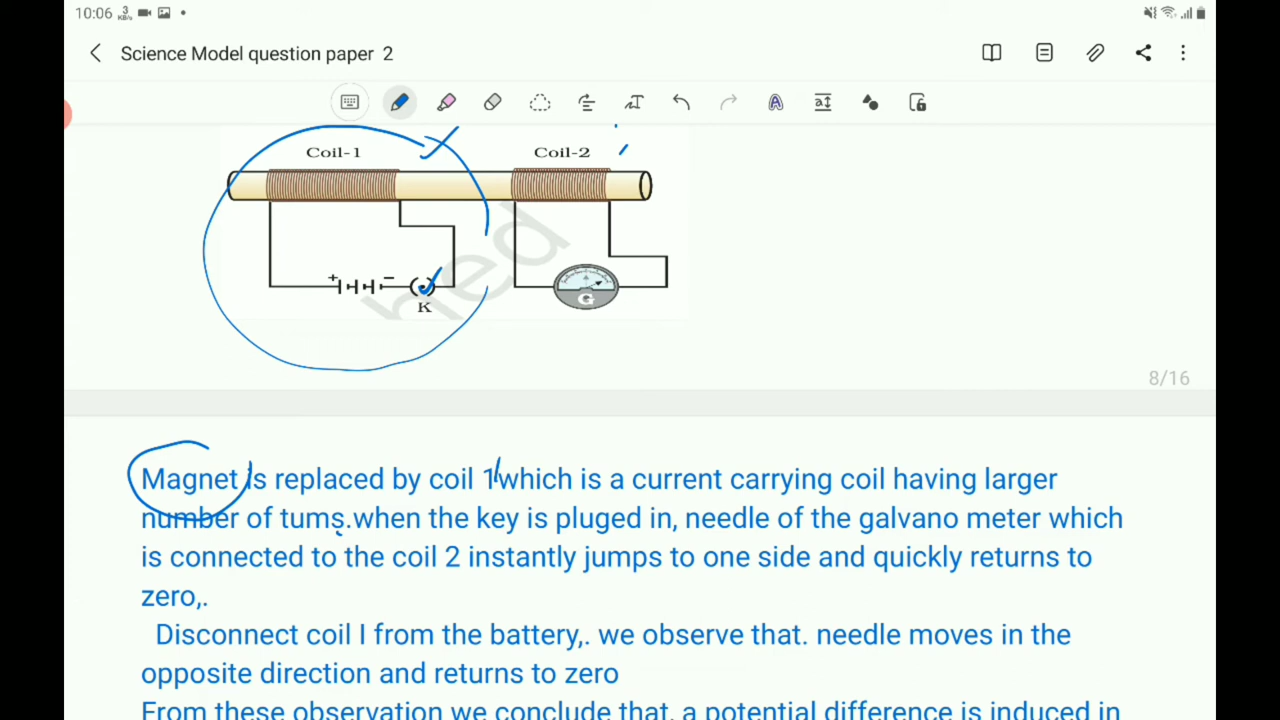 10:06 3 KB/s
Science Model question paper 2
Coil-1 Coil-2
+ −
K
G
hed
8/16
Magnet is replaced by coil 1 which is a current carrying coil having larger
number of tums.when the key is pluged in, needle of the galvano meter which
is connected to the coil 2 instantly jumps to one side and quickly returns to
zero,.
Disconnect coil I from the battery,. we observe that. needle moves in the
opposite direction and returns to zero
From these observation we conclude that, a potential difference is induced in